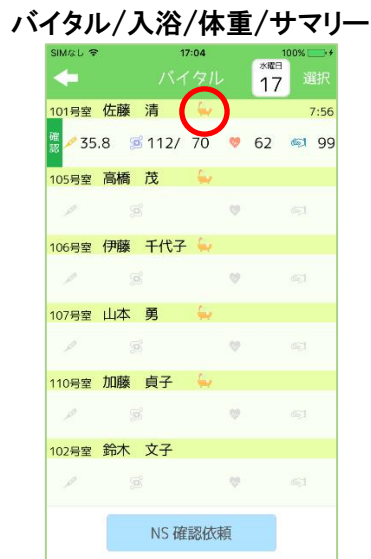 バイタル/入浴/体重/サマリー
SIMなし 17:04 100%
バイタル 水曜日 17 選択
101号室 佐藤 清 7:56
確認 35.8 112/ 70 62 99
105号室 高橋 茂
106号室 伊藤 千代子
107号室 山本 勇
110号室 加藤 貞子
102号室 鈴木 文子
NS 確認依頼